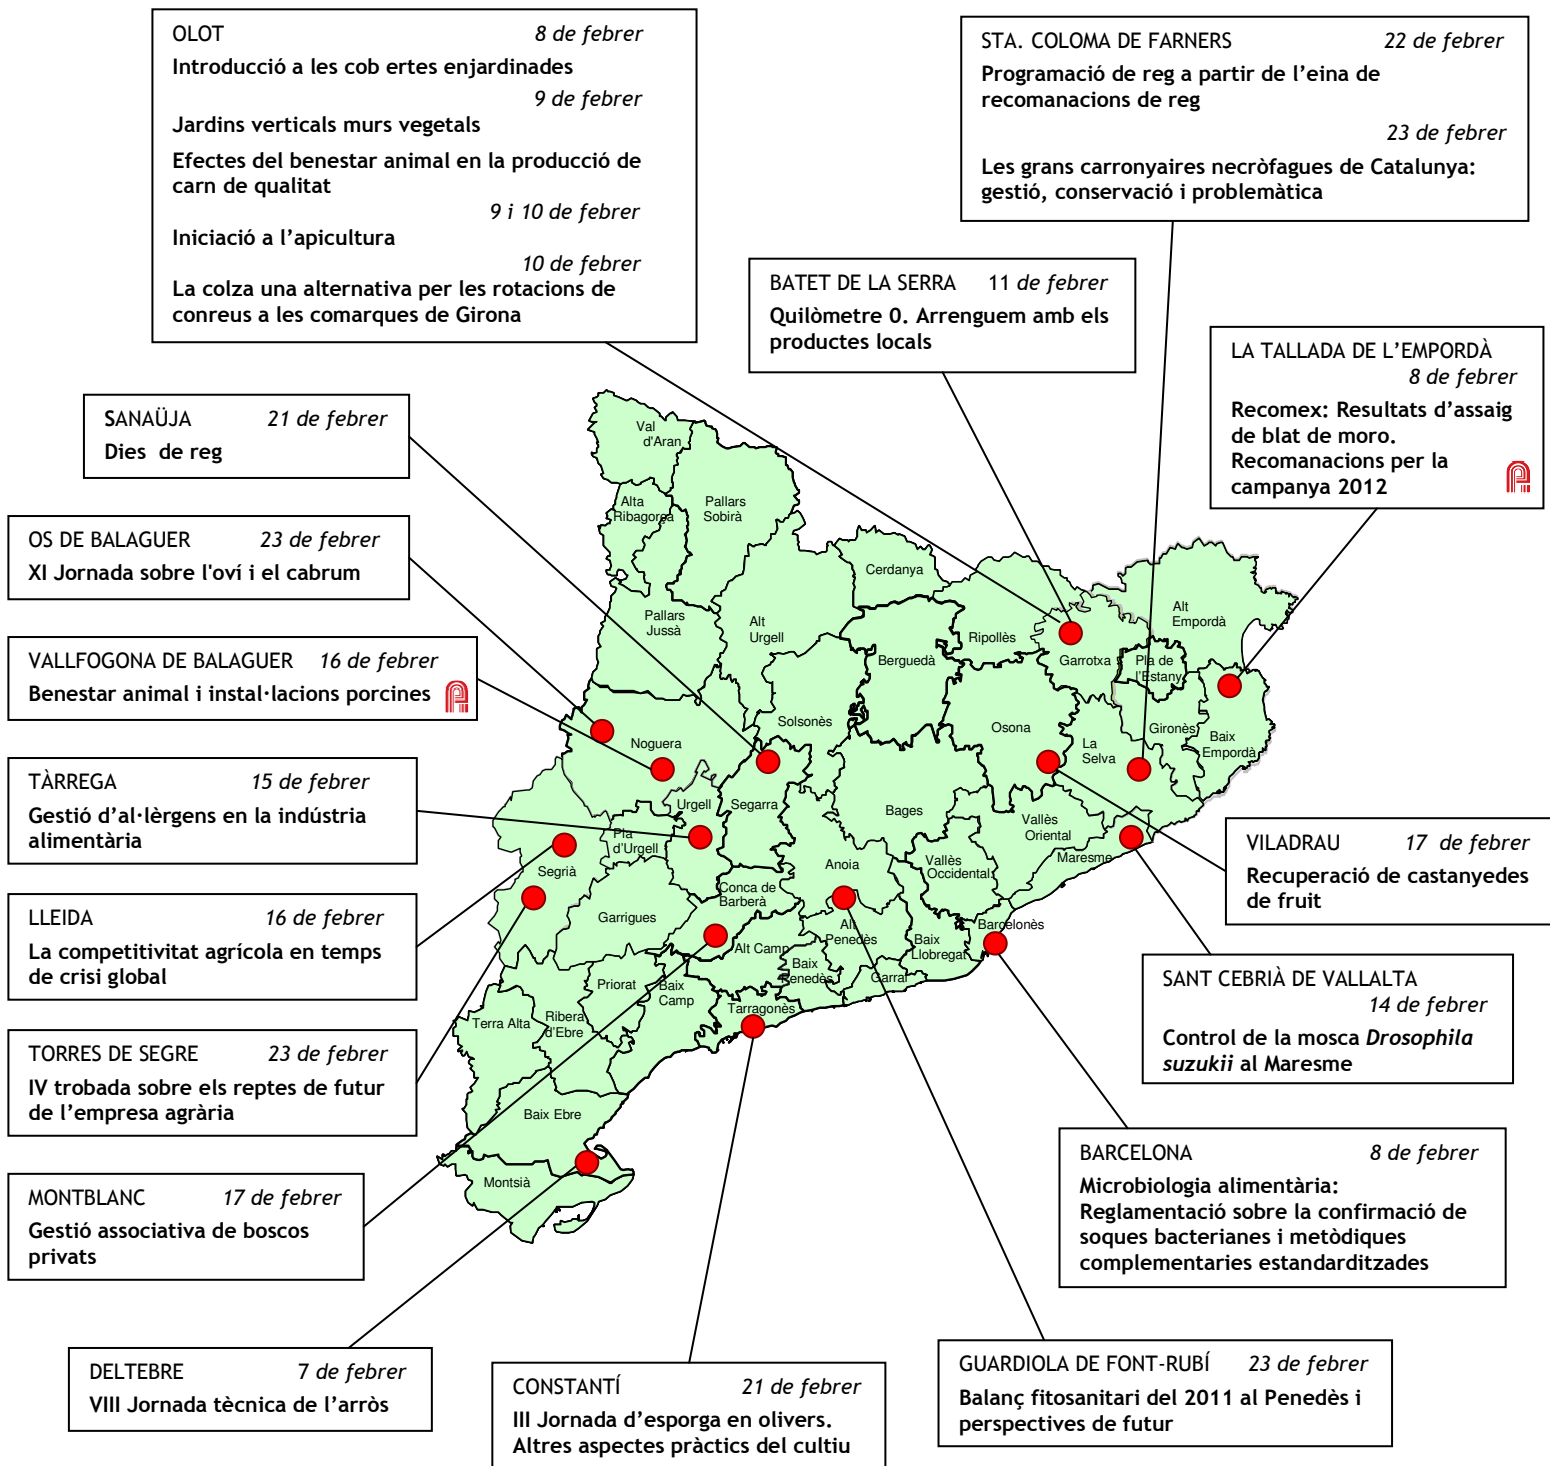 OLOT 8 de febrer
Introducció a les cob ertes enjardinades
9 de febrer
Jardins verticals murs vegetals
Efectes del benestar animal en la producció de
carn de qualitat
9 i 10 de febrer
Iniciació a l’apicultura
10 de febrer
La colza una alternativa per les rotacions de
conreus a les comarques de Girona
STA. COLOMA DE FARNERS 22 de febrer
Programació de reg a partir de l’eina de
recomanacions de reg
23 de febrer
Les grans carronyaires necròfagues de Catalunya:
gestió, conservació i problemàtica
BATET DE LA SERRA 11 de febrer
Quilòmetre 0. Arrenguem amb els
productes locals
LA TALLADA DE L’EMPORDÀ
8 de febrer
Recomex: Resultats d’assaig
de blat de moro.
Recomanacions per la
campanya 2012
SANAÜJA 21 de febrer
Dies de reg
OS DE BALAGUER 23 de febrer
XI Jornada sobre l'oví i el cabrum
VALLFOGONA DE BALAGUER 16 de febrer
Benestar animal i instal·lacions porcines
TÀRREGA 15 de febrer
Gestió d’al·lèrgens en la indústria
alimentària
LLEIDA 16 de febrer
La competitivitat agrícola en temps
de crisi global
TORRES DE SEGRE 23 de febrer
IV trobada sobre els reptes de futur
de l’empresa agrària
MONTBLANC 17 de febrer
Gestió associativa de boscos
privats
DELTEBRE 7 de febrer
VIII Jornada tècnica de l’arròs
CONSTANTÍ 21 de febrer
III Jornada d’esporga en olivers.
Altres aspectes pràctics del cultiu
GUARDIOLA DE FONT-RUBÍ 23 de febrer
Balanç fitosanitari del 2011 al Penedès i
perspectives de futur
BARCELONA 8 de febrer
Microbiologia alimentària:
Reglamentació sobre la confirmació de
soques bacterianes i metòdiques
complementaries estandarditzades
SANT CEBRIÀ DE VALLALTA
14 de febrer
Control de la mosca Drosophila
suzukii al Maresme
VILADRAU 17 de febrer
Recuperació de castanyedes
de fruit
Val
d'Aran
Alta
Ribagorça
Pallars
Sobirà
Cerdanya
Pallars
Jussà
Alt
Urgell
Berguedà
Ripollès
Garrotxa
Pla de
l'Estany
Alt
Empordà
Solsonès
Osona
La
Selva
Gironès
Baix
Empordà
Noguera
Urgell
Segarra
Bages
Vallès
Oriental
Maresme
Pla
d'Urgell
Segrià
Anoia
Vallès
Occidental
Garrigues
Conca de
Barberà
Alt Camp
Alt
Penedès
Baix
Llobregat
Barcelonès
Baix
Penedès
Garraf
Priorat
Baix
Camp
Tarragonès
Terra Alta
Ribera
d'Ebre
Baix Ebre
Montsià